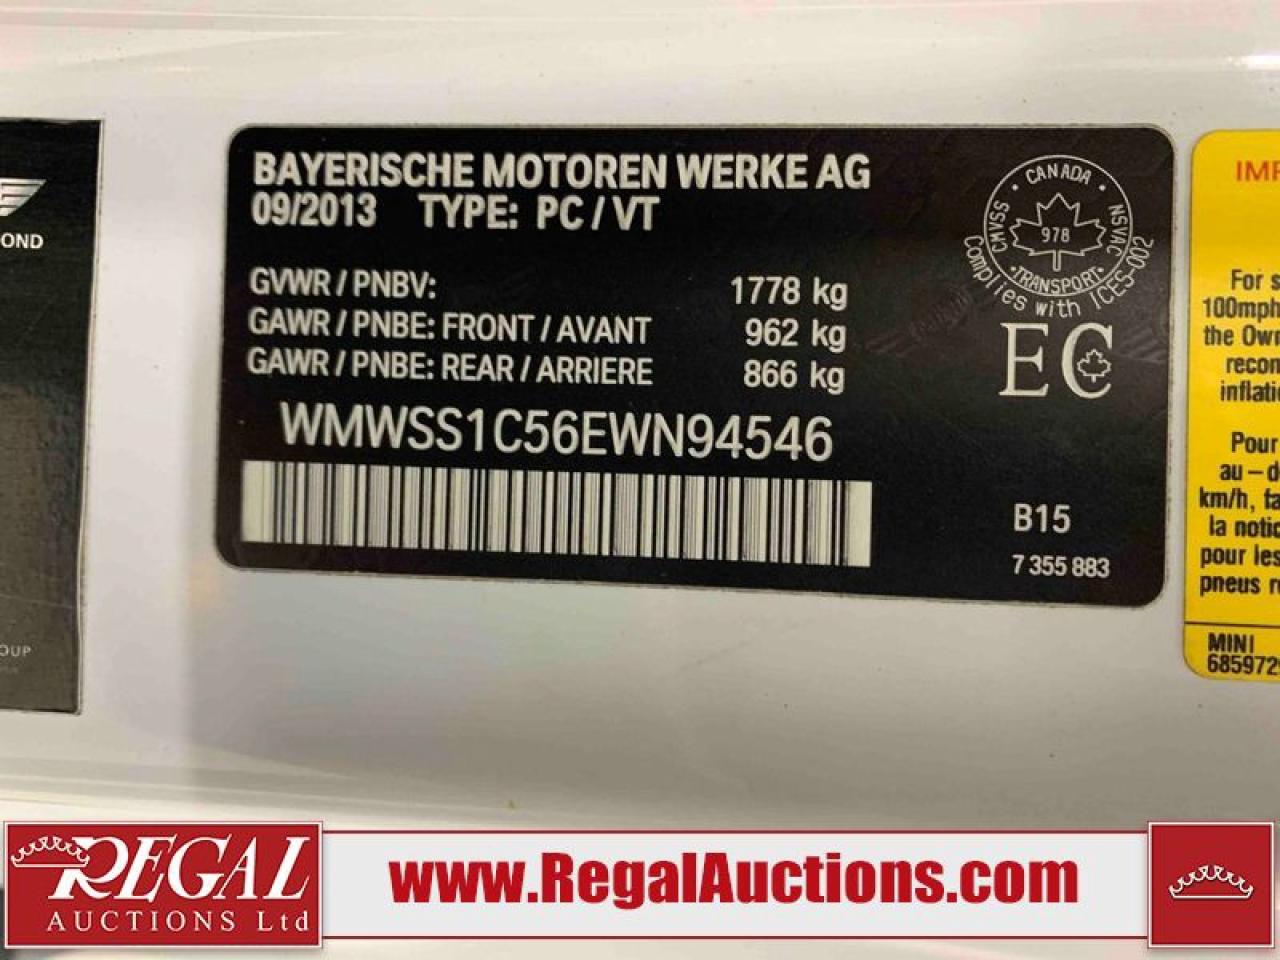 OND
OUP
BAYERISCHE MOTOREN WERKE AG
09/2013 TYPE: PC / VT
GVWR / PNBV: 1778 kg
GAWR / PNBE: FRONT / AVANT 962 kg
GAWR / PNBE: REAR / ARRIERE 866 kg
WMWSS1C56EWN94546
CANADA
CMVSS 978 NSVAC
TRANSPORT
Complies with ICES-002
EC
B15
7 355 883
IMP
For s
100mph
the Own
recon
inflati
Pour
au – d
km/h, fa
la notic
pour les
pneus r
MINI
685972
REGAL
AUCTIONS Ltd
www.RegalAuctions.com